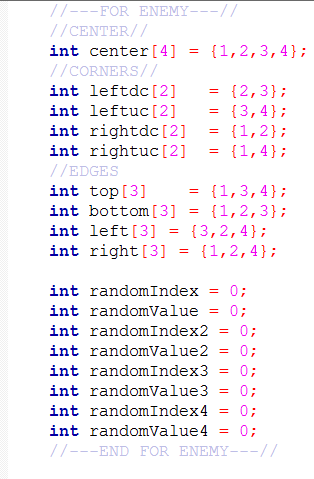 //---FOR ENEMY---//
//CENTER//
int center[4] = {1,2,3,4};
//CORNERS//
int leftdc[2]   = {2,3};
int leftuc[2]   = {3,4};
int rightdc[2]  = {1,2};
int rightuc[2]  = {1,4};
//EDGES
int top[3]    = {1,3,4};
int bottom[3] = {1,2,3};
int left[3] = {3,2,4};
int right[3] = {1,2,4};
int randomIndex = 0;
int randomValue = 0;
int randomIndex2 = 0;
int randomValue2 = 0;
int randomIndex3 = 0;
int randomValue3 = 0;
int randomIndex4 = 0;
int randomValue4 = 0;
//---END FOR ENEMY---//